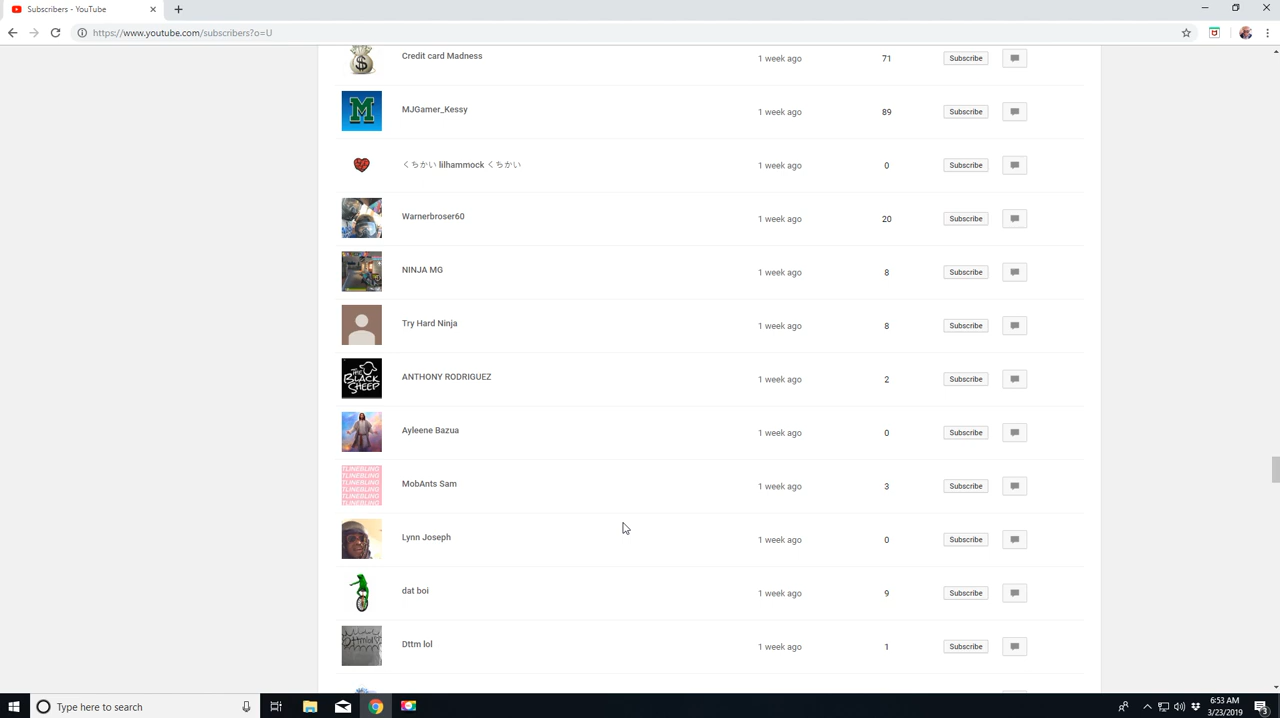 Subscribers - YouTube
https://www.youtube.com/subscribers?o=U
Credit card Madness 1 week ago 71 Subscribe
M
MJGamer_Kessy 1 week ago 89 Subscribe
くちかい lilhammock くちかい 1 week ago 0 Subscribe
Warnerbroser60 1 week ago 20 Subscribe
NINJA MG 1 week ago 8 Subscribe
Try Hard Ninja 1 week ago 8 Subscribe
THE BLACK SHEEP
ANTHONY RODRIGUEZ 1 week ago 2 Subscribe
Ayleene Bazua 1 week ago 0 Subscribe
MobAnts Sam 1 week ago 3 Subscribe
Lynn Joseph 1 week ago 0 Subscribe
dat boi 1 week ago 9 Subscribe
Dttm lol 1 week ago 1 Subscribe
Type here to search
6:53 AM
3/23/2019
3